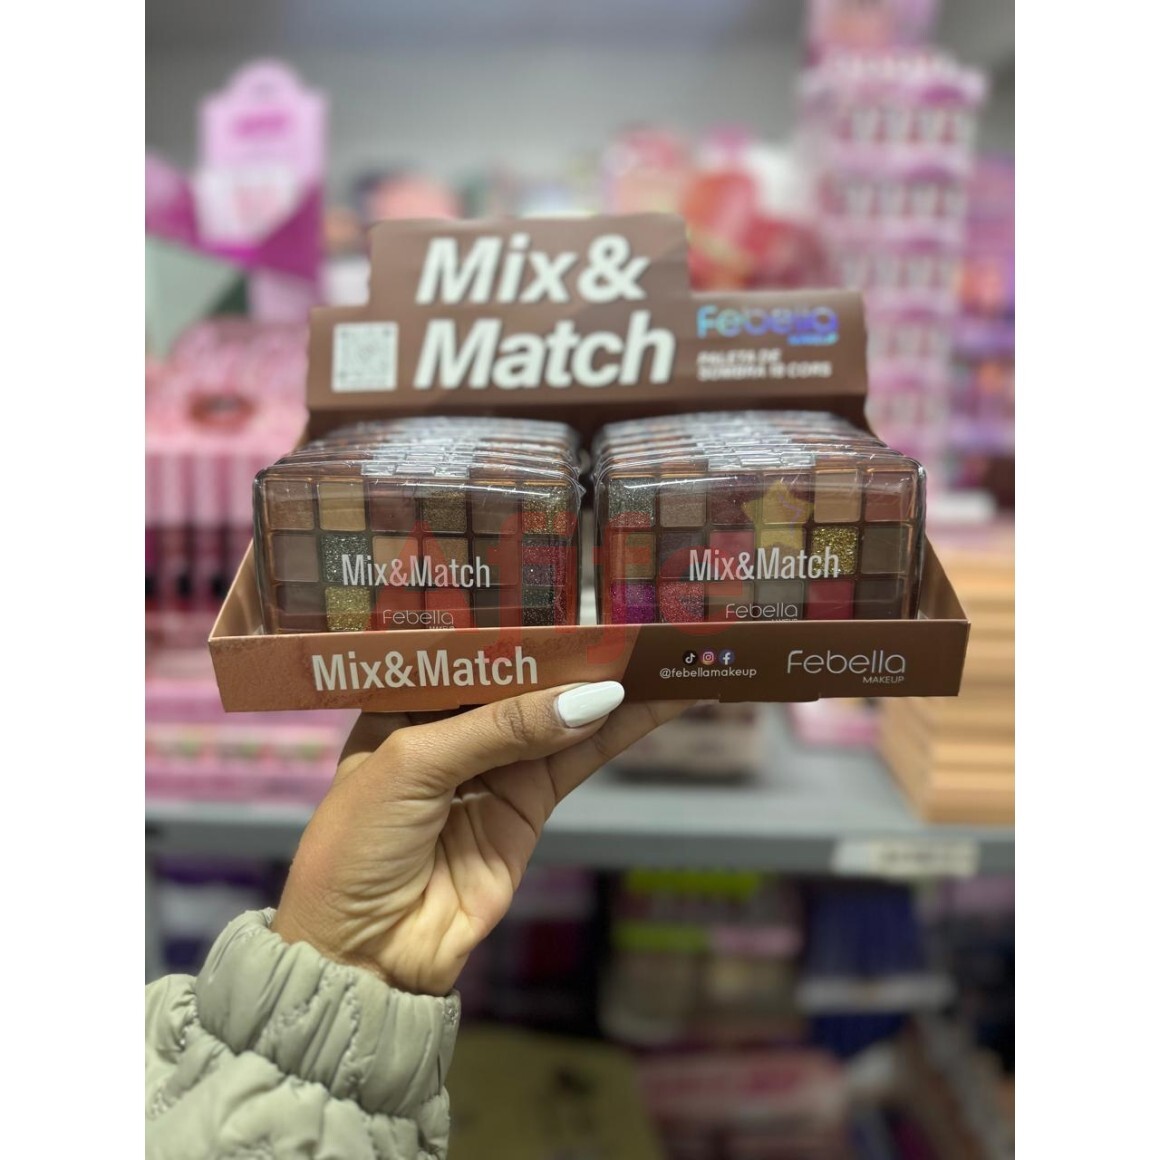 Mix&
Match
Febella
MAKEUP
PALETA DE
SOMBRA 18 CORS
Mix&Match
Febella
Mix&Match
Febella
Mix&Match
@febellamakeup
Febella
MAKEUP